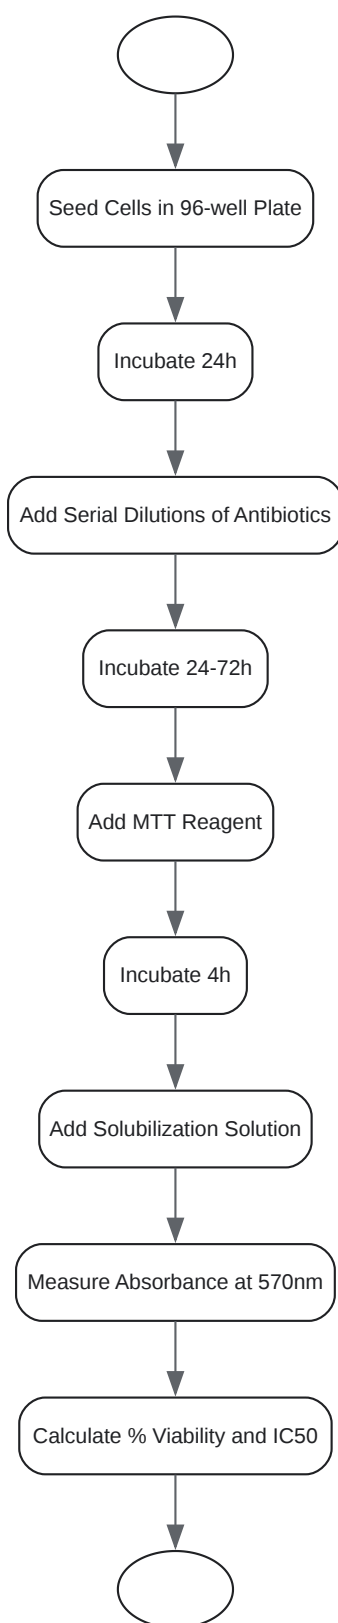 Seed Cells in 96-well Plate
Incubate 24h
Add Serial Dilutions of Antibiotics
Incubate 24-72h
Add MTT Reagent
Incubate 4h
Add Solubilization Solution
Measure Absorbance at 570nm
Calculate % Viability and IC50